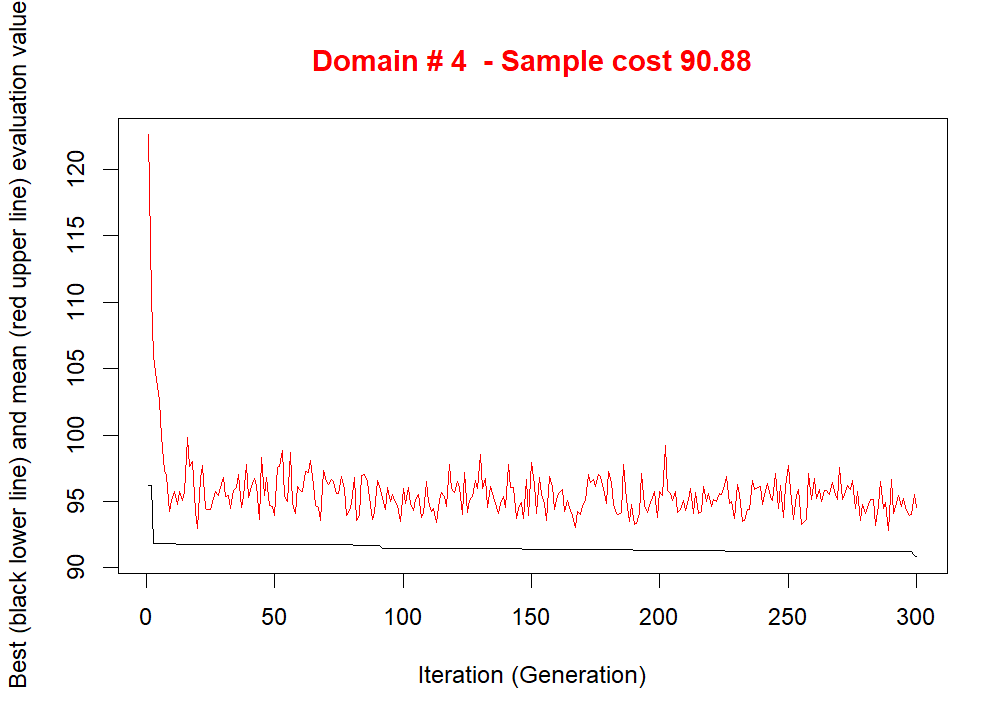 Domain # 4 - Sample cost 90.88
Best (black lower line) and mean (red upper line) evaluation value
120
115
110
105
100
95
90
0 50 100 150 200 250 300
Iteration (Generation)